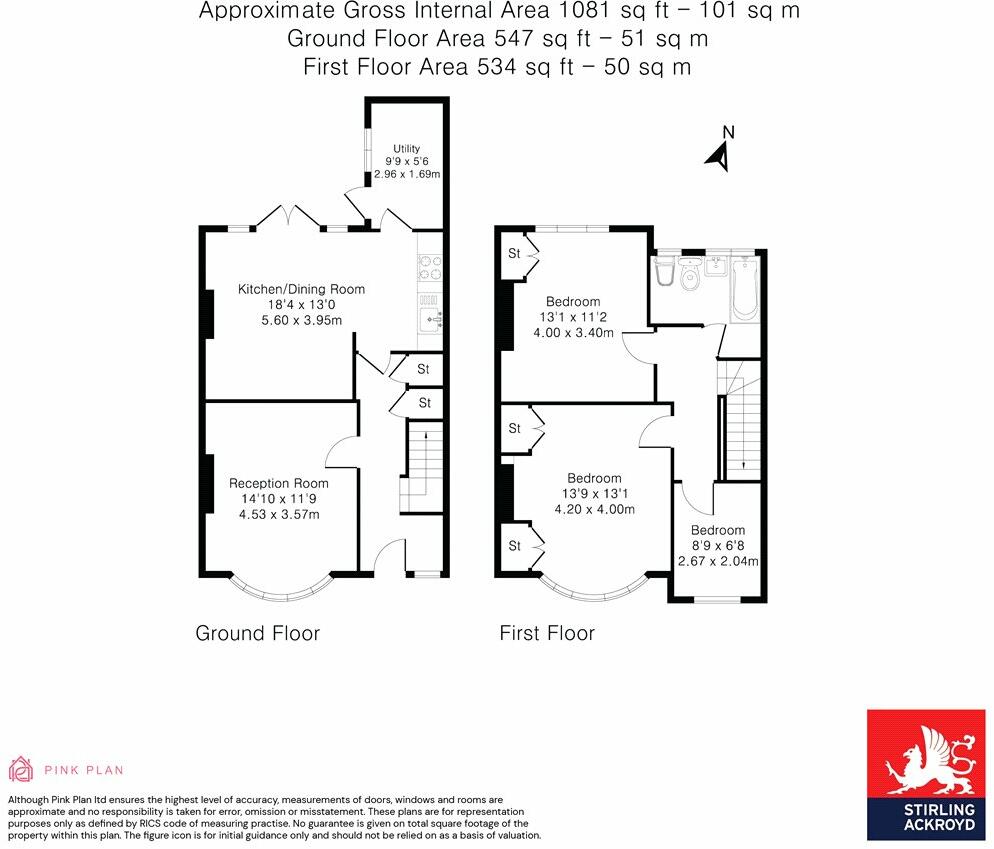 Approximate Gross Internal Area 1081 sq ft – 101 sq m
Ground Floor Area 547 sq ft – 51 sq m
First Floor Area 534 sq ft – 50 sq m
N
Utility
9'9 x 5'6
2.96 x 1.69m
Kitchen/Dining Room
18'4 x 13'0
5.60 x 3.95m
St
St
Reception Room
14'10 x 11'9
4.53 x 3.57m
Ground Floor
St
Bedroom
13'1 x 11'2
4.00 x 3.40m
St
Bedroom
13'9 x 13'1
4.20 x 4.00m
St
Bedroom
8'9 x 6'8
2.67 x 2.04m
First Floor
PINK PLAN
Although Pink Plan ltd ensures the highest level of accuracy, measurements of doors, windows and rooms are
approximate and no responsibility is taken for error, omission or misstatement. These plans are for representation
purposes only as defined by RICS code of measuring practise. No guarantee is given on total square footage of the
property within this plan. The figure icon is for initial guidance only and should not be relied on as a basis of valuation.
STIRLING
ACKROYD